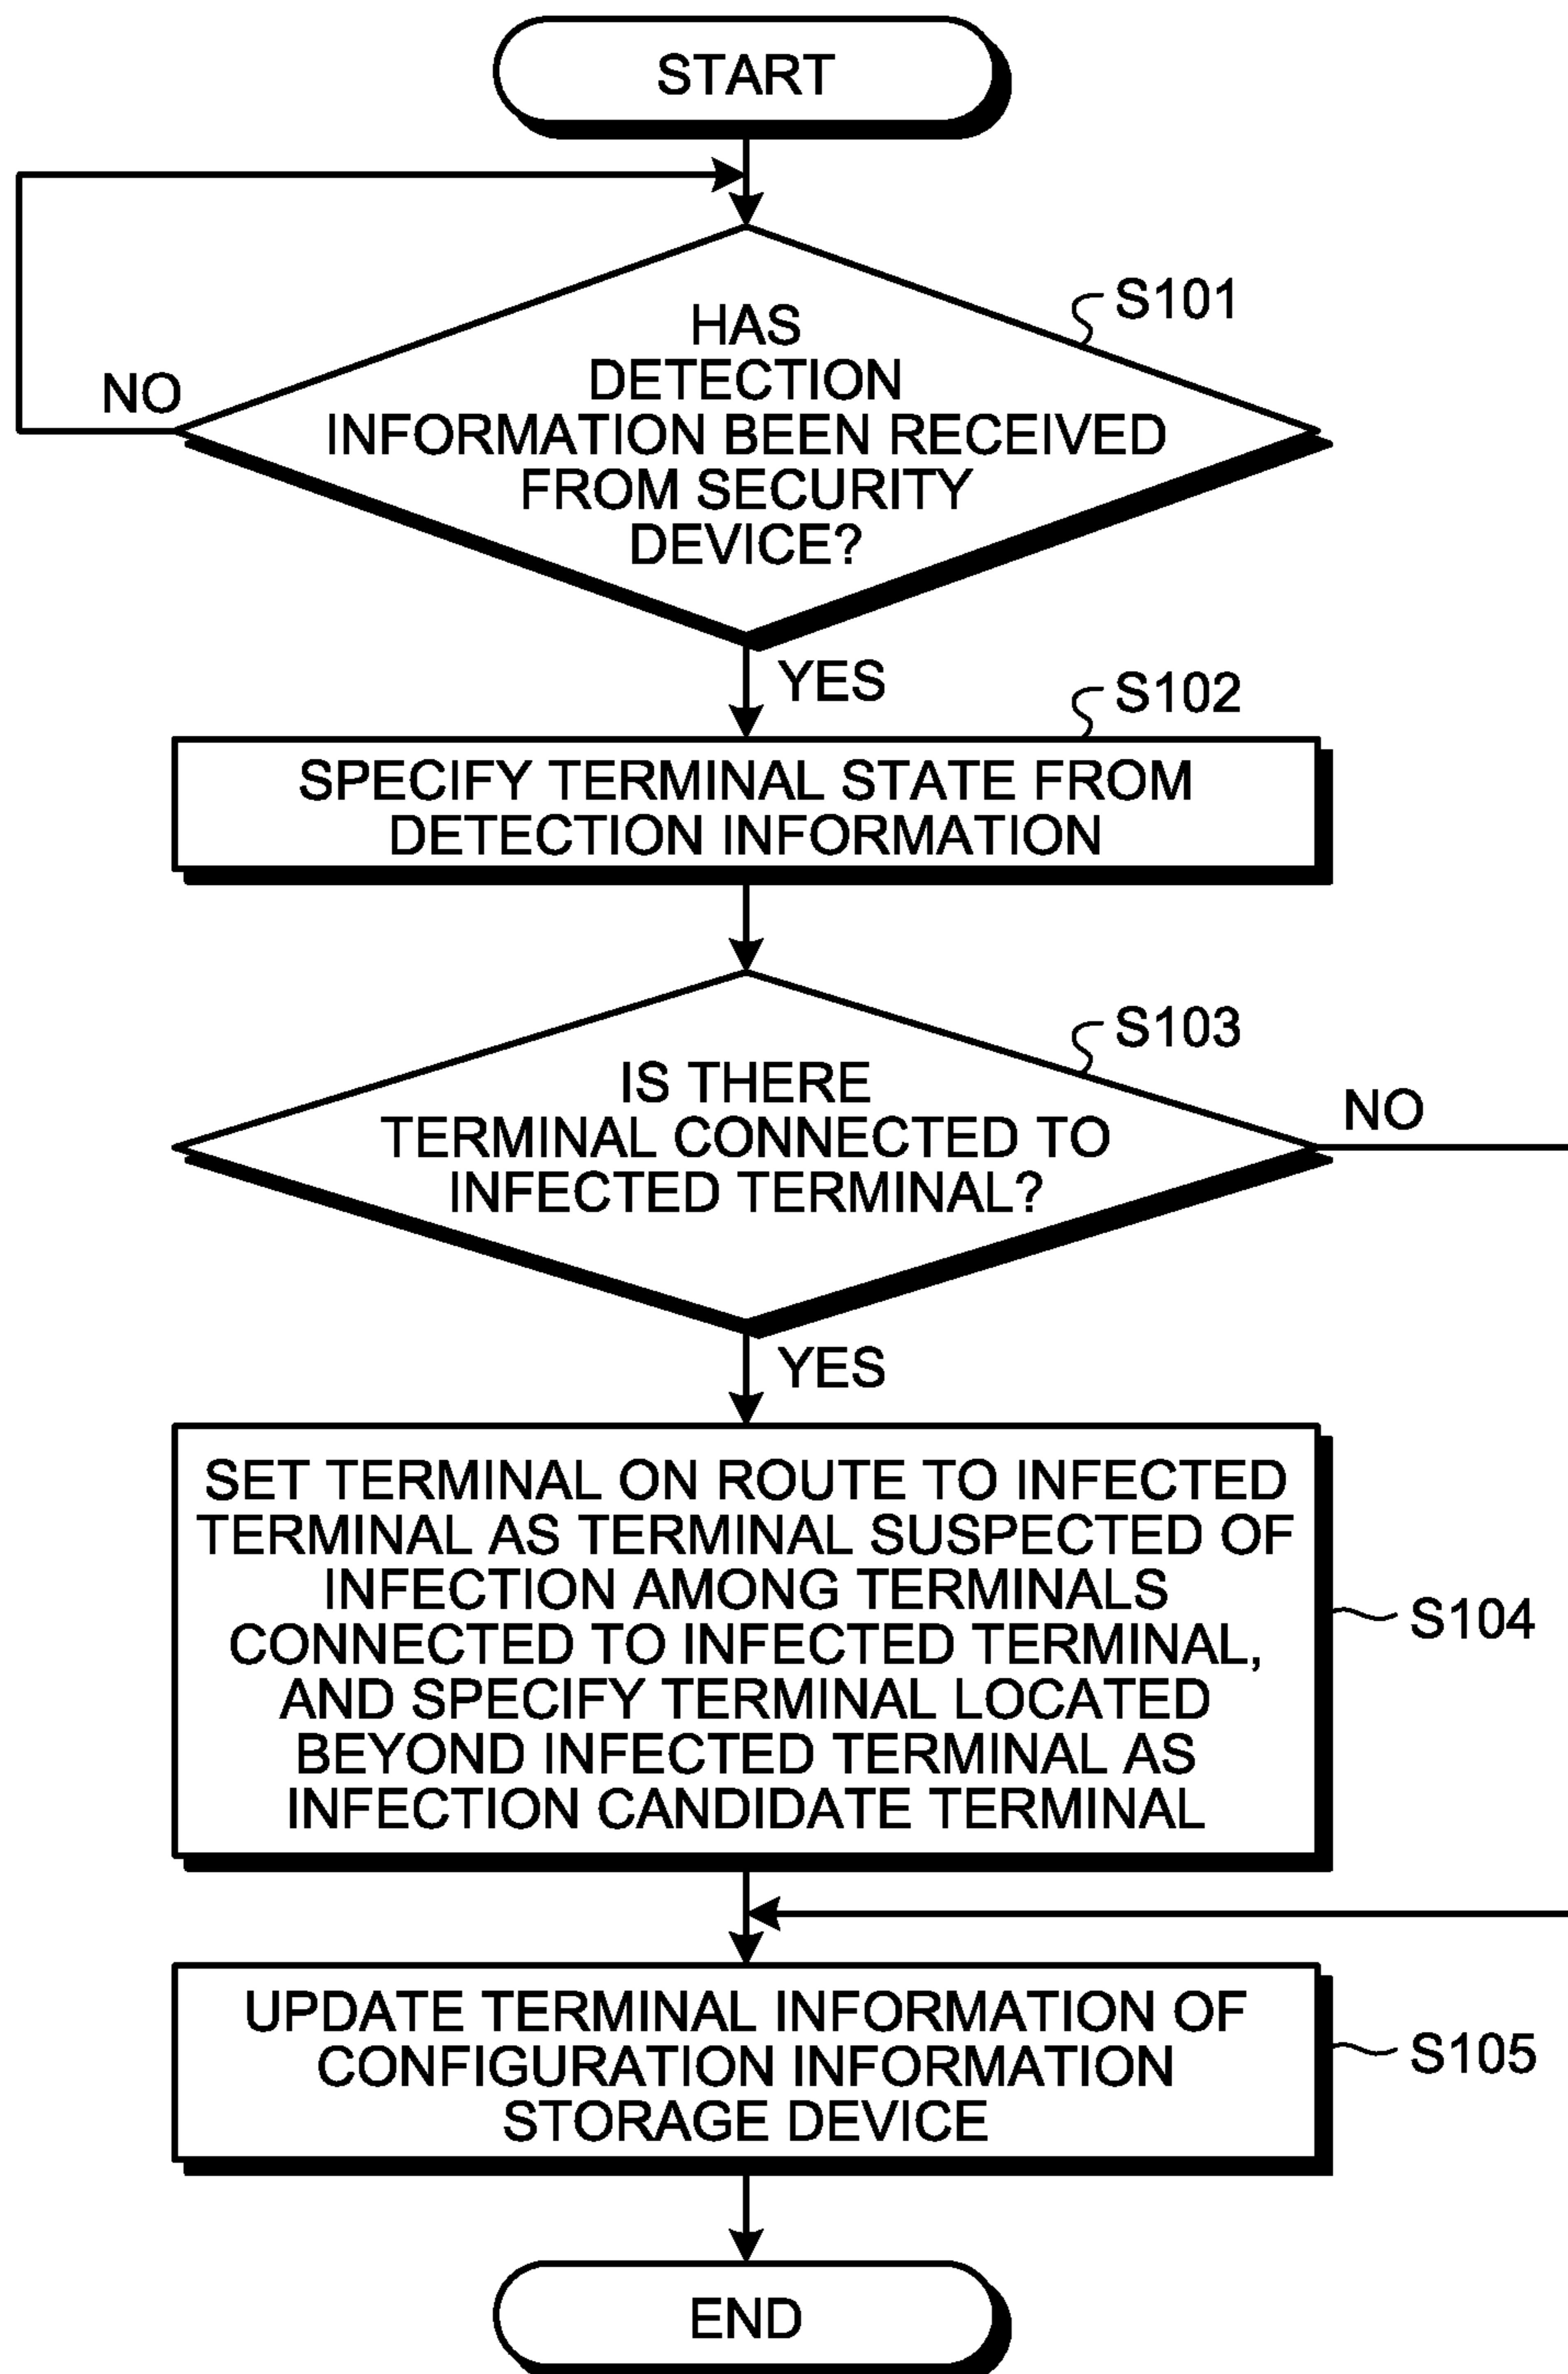 START
S101
HAS
DETECTION
NO
INFORMATION BEEN RECEIVED
FROM SECURITY
DEVICE?
YES
S102
SPECIFY TERMINAL STATE FROM
DETECTION INFORMATION
S103
IS THERE
NO
TERMINAL CONNECTED TO
INFECTED TERMINAL?
YES
SET TERMINAL ON ROUTE TO INFECTED
TERMINAL AS TERMINAL SUSPECTED OF
INFECTION AMONG TERMINALS
CONNECTED TO INFECTED TERMINAL,
AND SPECIFY TERMINAL LOCATED
BEYOND INFECTED TERMINAL AS
INFECTION CANDIDATE TERMINAL
S104
UPDATE TERMINAL INFORMATION OF
CONFIGURATION INFORMATION
STORAGE DEVICE
S105
END